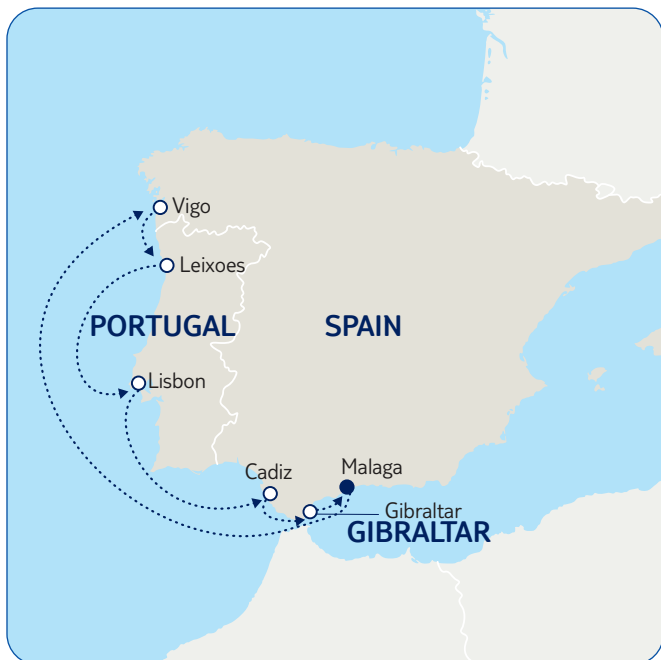 Vigo
Leixoes
PORTUGAL
SPAIN
Lisbon
Cadiz
Malaga
Gibraltar
GIBRALTAR